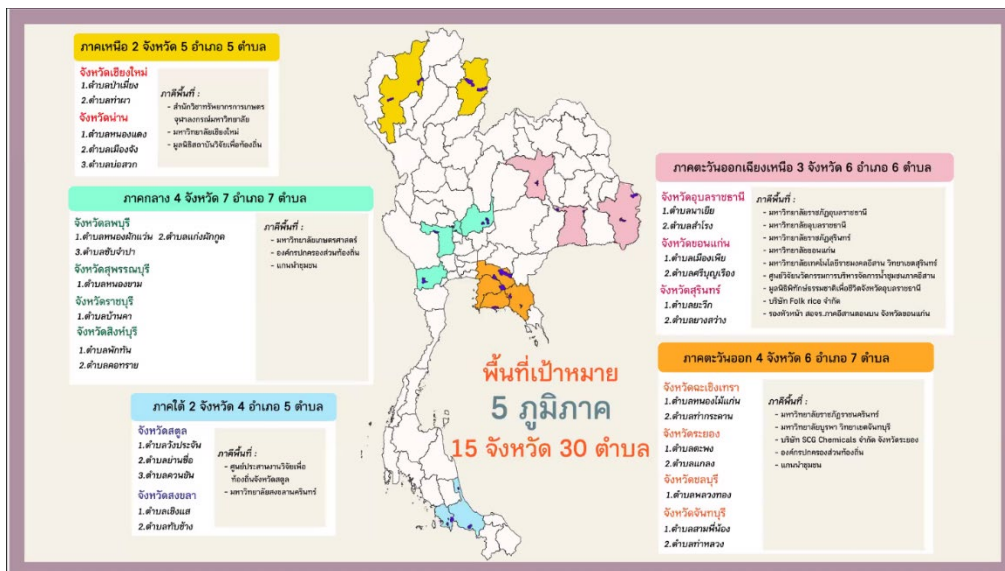 ภาคเหนือ 2 จังหวัด 5 อำเภอ 5 ตำบล
จังหวัดเชียงใหม่
1.ตำบลป่าเมี่ยง
2.ตำบลท่าผา
จังหวัดน่าน
1.ตำบลหนองแดง
2.ตำบลเมืองจัง
3.ตำบลบ่อสวก
ภาคีพื้นที่ :
- สำนักวิชาทรัพยากรการเกษตร
จุฬาลงกรณ์มหาวิทยาลัย
- มหาวิทยาลัยเชียงใหม่
- มูลนิธิสถาบันวิจัยเพื่อท้องถิ่น
ภาคกลาง 4 จังหวัด 7 อำเภอ 7 ตำบล
จังหวัดลพบุรี
1.ตำบลหนองผักแว่น 2.ตำบลแก่งผักกูด
3.ตำบลซับจำปา
จังหวัดสุพรรณบุรี
1.ตำบลหนองขาม
จังหวัดราชบุรี
1.ตำบลบ้านคา
จังหวัดสิงห์บุรี
1.ตำบลพักทัน
2.ตำบลคอทราย
ภาคีพื้นที่ :
- มหาวิทยาลัยเกษตรศาสตร์
- องค์กรปกครองส่วนท้องถิ่น
- แกนนำชุมชน
ภาคใต้ 2 จังหวัด 4 อำเภอ 5 ตำบล
จังหวัดสตูล
1.ตำบลวังประจัน
2.ตำบลย่านซื่อ
3.ตำบลควนขัน
จังหวัดสงขลา
1.ตำบลเชิงแส
2.ตำบลทับช้าง
ภาคีพื้นที่ :
- ศูนย์ประสานงานวิจัยเพื่อ
ท้องถิ่นจังหวัดสตูล
- มหาวิทยาลัยสงขลานครินทร์
พื้นที่เป้าหมาย
5 ภูมิภาค
15 จังหวัด 30 ตำบล
ภาคตะวันออกเฉียงเหนือ 3 จังหวัด 6 อำเภอ 6 ตำบล
จังหวัดอุบลราชธานี
1.ตำบลนาเยีย
2.ตำบลสำโรง
จังหวัดขอนแก่น
1.ตำบลเมืองเพีย
2.ตำบลศรีบุญเรือง
จังหวัดสุรินทร์
1.ตำบลยะวึก
2.ตำบลยางสว่าง
ภาคีพื้นที่ :
- มหาวิทยาลัยราชภัฏอุบลราชธานี
- มหาวิทยาลัยอุบลราชธานี
- มหาวิทยาลัยราชภัฏสุรินทร์
- มหาวิทยาลัยขอนแก่น
- มหาวิทยาลัยเทคโนโลยีราชมงคลอีสาน วิทยาเขตสุรินทร์
- ศูนย์วิจัยนวัตกรรมการบริหารจัดการน้ำชุมชนภาคอีสาน
- มูลนิธิพิทักษ์ธรรมชาติเพื่อชีวิตจังหวัดอุบลราชธานี
- บริษัท Folk rice จำกัด
- รองหัวหน้า สอจร.ภาคอีสานตอนบน จังหวัดขอนแก่น
ภาคตะวันออก 4 จังหวัด 6 อำเภอ 7 ตำบล
จังหวัดฉะเชิงเทรา
1.ตำบลหนองไม้แก่น
2.ตำบลท่ากระดาน
จังหวัดระยอง
1.ตำบลตะพง
2.ตำบลแกลง
จังหวัดชลบุรี
1.ตำบลพลวงทอง
จังหวัดจันทบุรี
1.ตำบลสามพี่น้อง
2.ตำบลท่าหลวง
ภาคีพื้นที่ :
- มหาวิทยาลัยราชภัฏราชนครินทร์
- มหาวิทยาลัยบูรพา วิทยาเขตจันทบุรี
- บริษัท SCG Chemicals จำกัด จังหวัดระยอง
- องค์กรปกครองส่วนท้องถิ่น
- แกนนำชุมชน